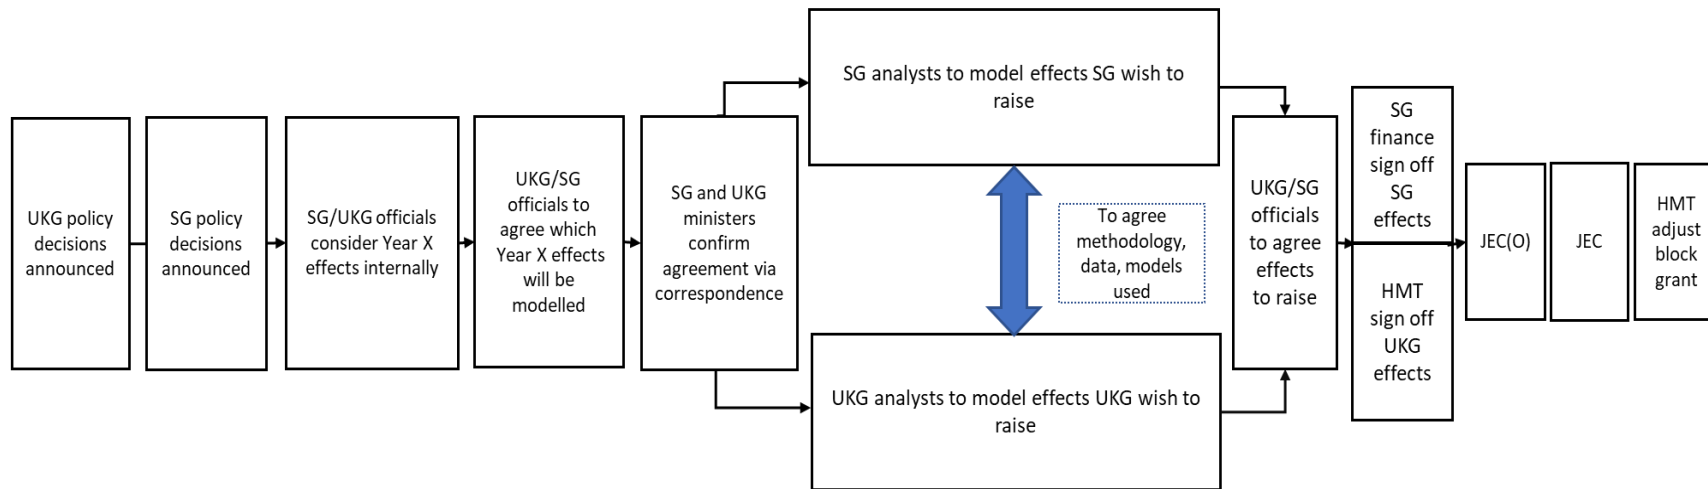 UKG policy
decisions
announced
SG policy
decisions
announced
SG/UKG officials
consider Year X
effects internally
UKG/SG
officials to
agree which
Year X effects
will be
modelled
SG and UKG
ministers
confirm
agreement via
correspondence
SG analysts to model effects SG wish to
raise
To agree
methodology,
data, models
used
UKG analysts to model effects UKG wish to
raise
UKG/SG
officials
to agree
effects
to raise
SG
finance
sign off
SG
effects
HMT
sign off
UKG
effects
JEC(O)
JEC
HMT
adjust
block
grant